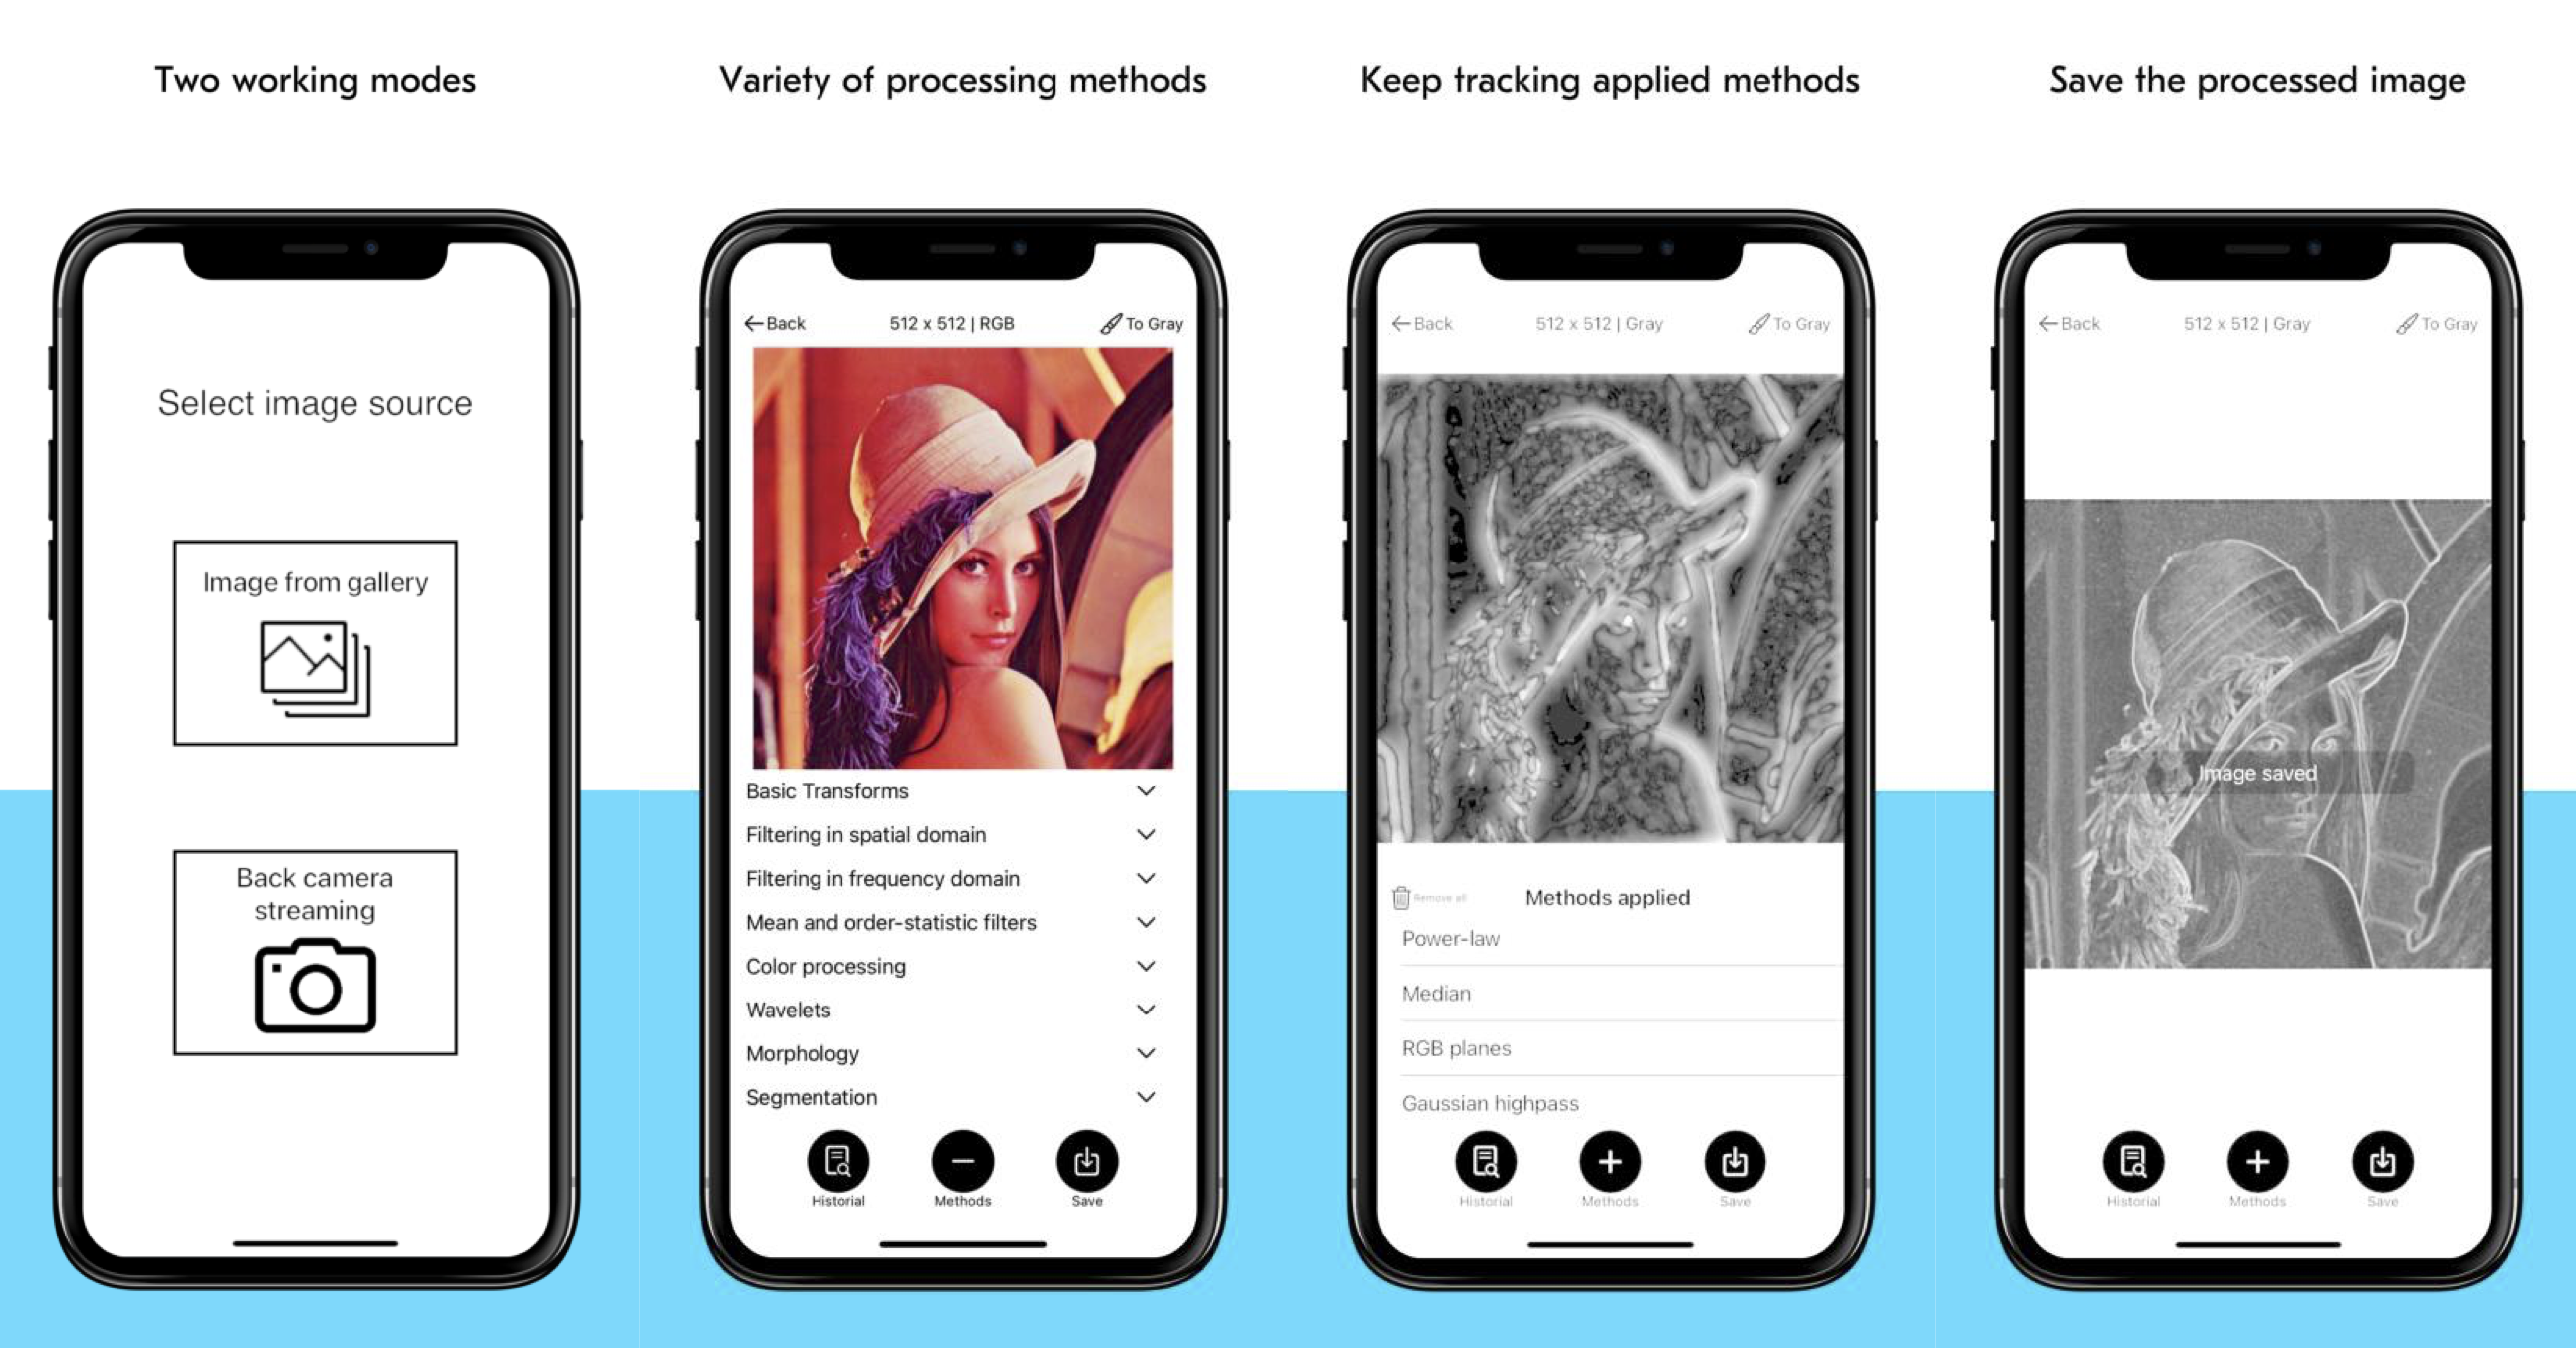 Two working modes
Select image source
Image from gallery
Back camera
streaming
Variety of processing methods
Back
512 x 512 | RGB
To Gray
Basic Transforms
Filtering in spatial domain
Filtering in frequency domain
Mean and order-statistic filters
Color processing
Wavelets
Morphology
Segmentation
Historial
Methods
Save
Keep tracking applied methods
Back
512 x 512 | Gray
To Gray
Remove all
Methods applied
Power-law
Median
RGB planes
Gaussian highpass
Historial
Methods
Save
Save the processed image
Back
512 x 512 | Gray
To Gray
Image saved
Historial
Methods
Save